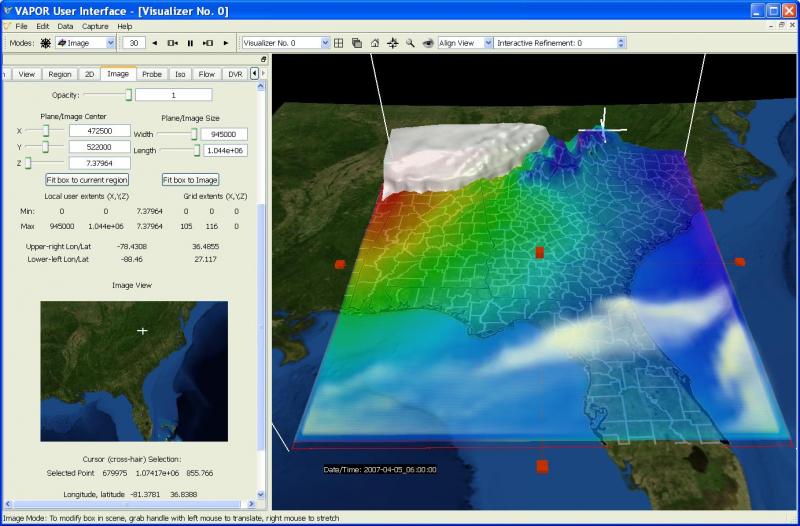 VAPOR User Interface - [Visualizer No. 0]
File Edit Data Capture Help
Modes: Image 30 Visualizer No. 0 Align View Interactive Refinement: 0
View Region 2D Image Probe Iso Flow DVR
Opacity: 1
Plane/Image Center Plane/Image Size
X 472500 Width 945000
Y 522000 Length 1.044e+06
Z 7.37964
Fit box to current region Fit box to Image
Local user extents (X,Y,Z) Grid extents (X,Y,Z)
Min: 0 0 7.37964 0 0 0
Max 945000 1.044e+06 7.37964 105 116 0
Upper-right Lon/Lat -78.4308 36.4855
Lower-left Lon/Lat -88.46 27.117
Image View
Cursor (cross-hair) Selection:
Selected Point 679975 1.07417e+06 855.766
Longitude, latitude -81.3781 36.8388
Date/Time: 2007-04-05_06:00:00
Image Mode: To modify box in scene, grab handle with left mouse to translate, right mouse to stretch